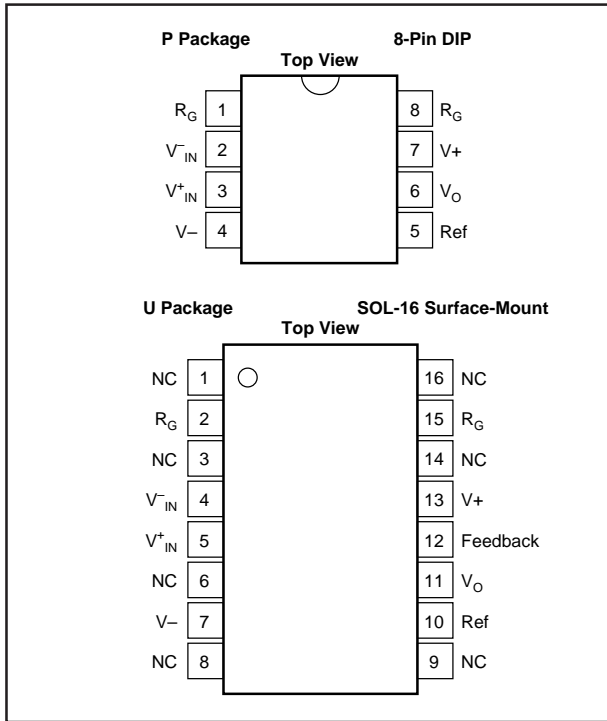 P Package 8-Pin DIP
Top View
R_G 1 8 R_G
V⁻_IN 2 7 V+
V⁺_IN 3 6 V_O
V– 4 5 Ref
U Package SOL-16 Surface-Mount
Top View
NC 1 16 NC
R_G 2 15 R_G
NC 3 14 NC
V⁻_IN 4 13 V+
V⁺_IN 5 12 Feedback
NC 6 11 V_O
V– 7 10 Ref
NC 8 9 NC